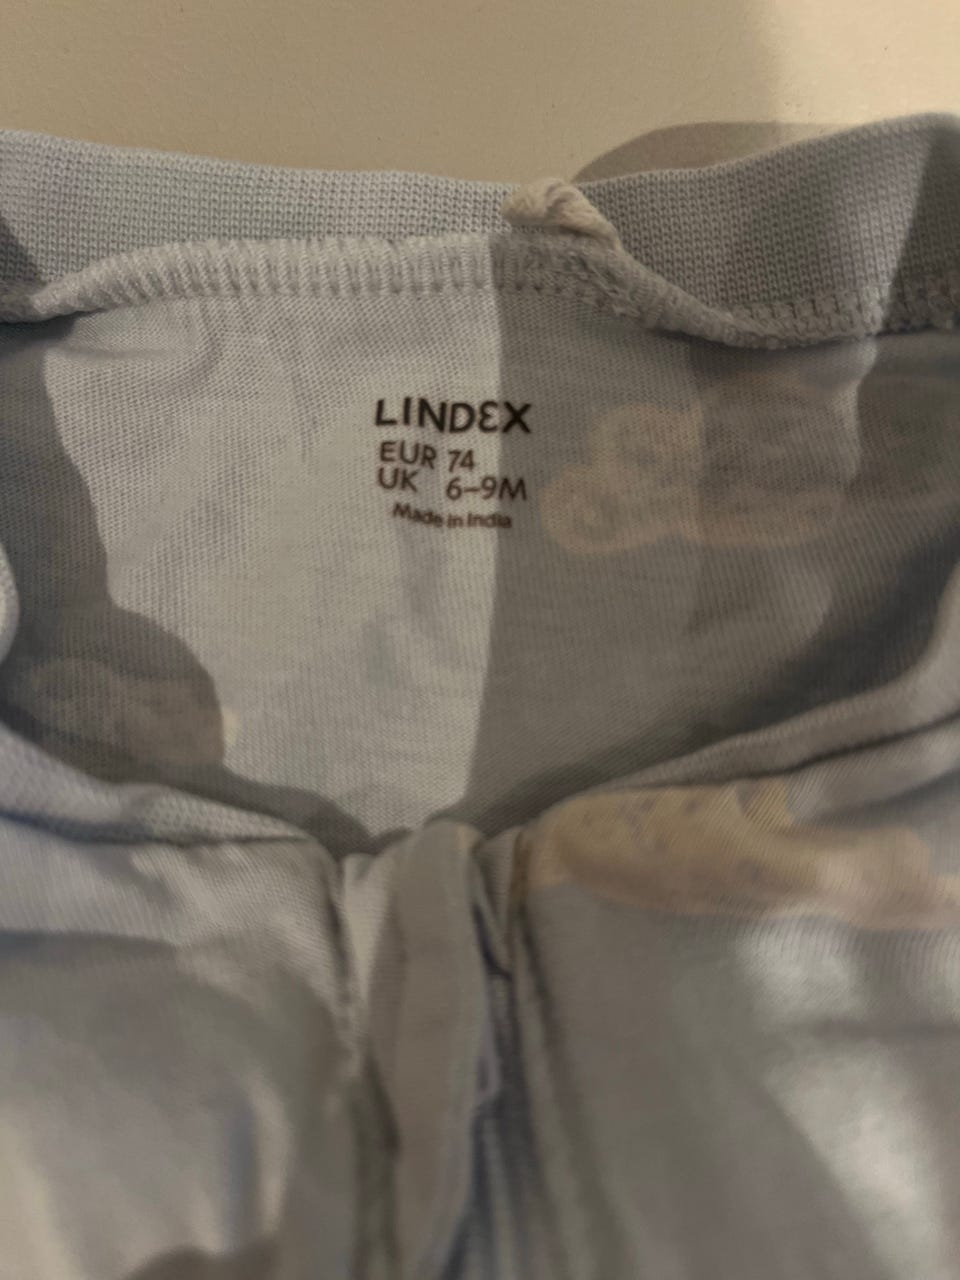 LINDEX
EUR 74
UK 6–9M
Made in India